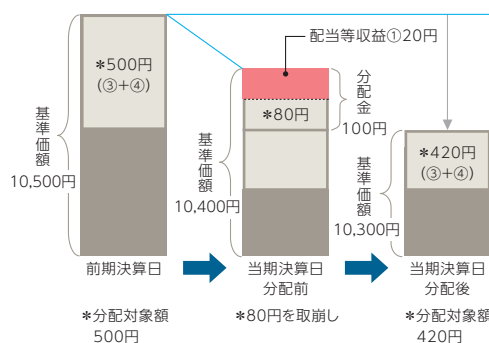 配当等収益①20円
*500円
(③+④)
基準価額
10,500円
前期決算日
*分配対象額
500円
分配金
100円
*80円
基準価額
10,400円
当期決算日
分配前
*80円を取崩し
*420円
(③+④)
基準価額
10,300円
当期決算日
分配後
*分配対象額
420円